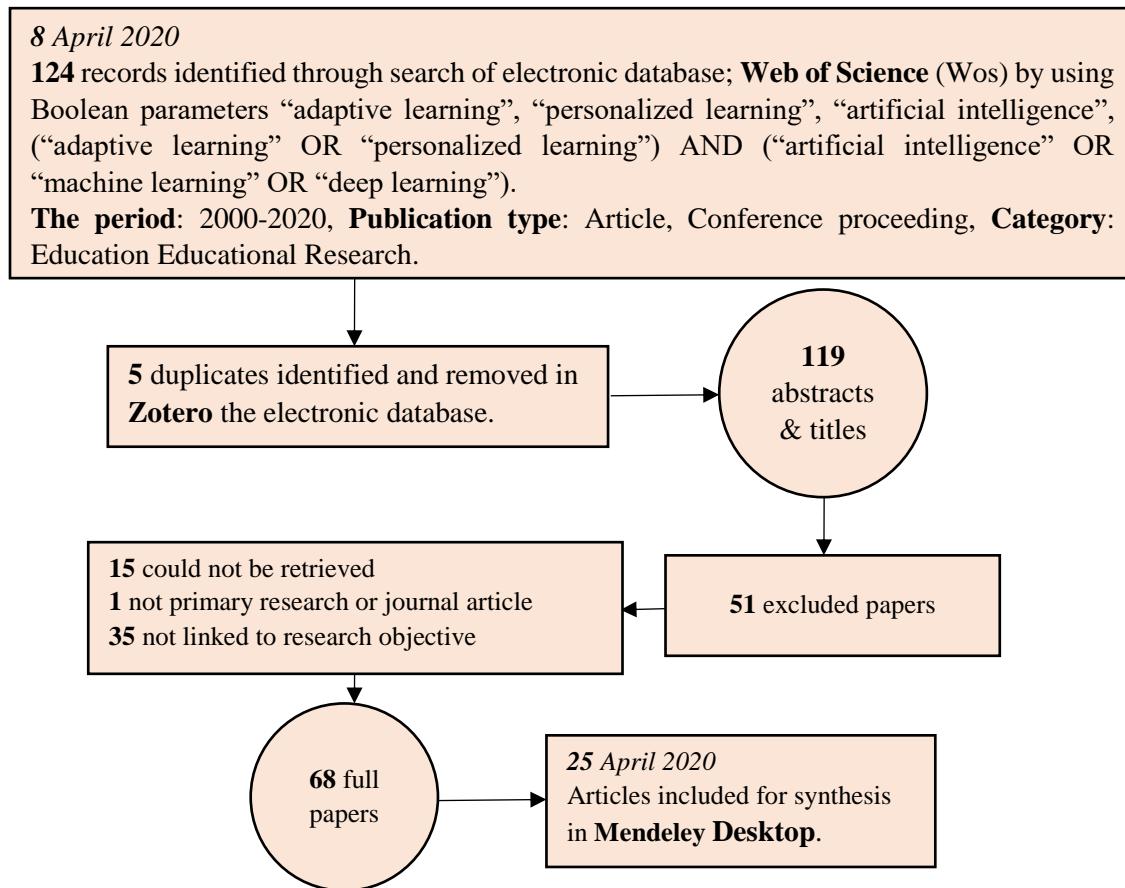 8 April 2020
124 records identified through search of electronic database; Web of Science (Wos) by using
Boolean parameters “adaptive learning”, “personalized learning”, “artificial intelligence”,
(“adaptive learning” OR “personalized learning”) AND (“artificial intelligence” OR
“machine learning” OR “deep learning”).
The period: 2000-2020, Publication type: Article, Conference proceeding, Category:
Education Educational Research.
5 duplicates identified and removed in
Zotero the electronic database.
119
abstracts
& titles
51 excluded papers
15 could not be retrieved
1 not primary research or journal article
35 not linked to research objective
68 full
papers
25 April 2020
Articles included for synthesis
in Mendeley Desktop.